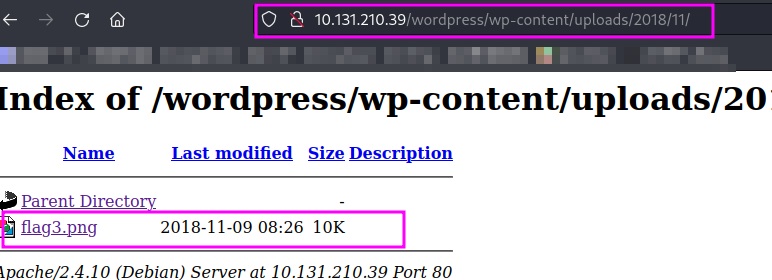 10.131.210.39/wordpress/wp-content/uploads/2018/11/
Index of /wordpress/wp-content/uploads/201
Name Last modified Size Description
Parent Directory -
flag3.png 2018-11-09 08:26 10K
Apache/2.4.10 (Debian) Server at 10.131.210.39 Port 80